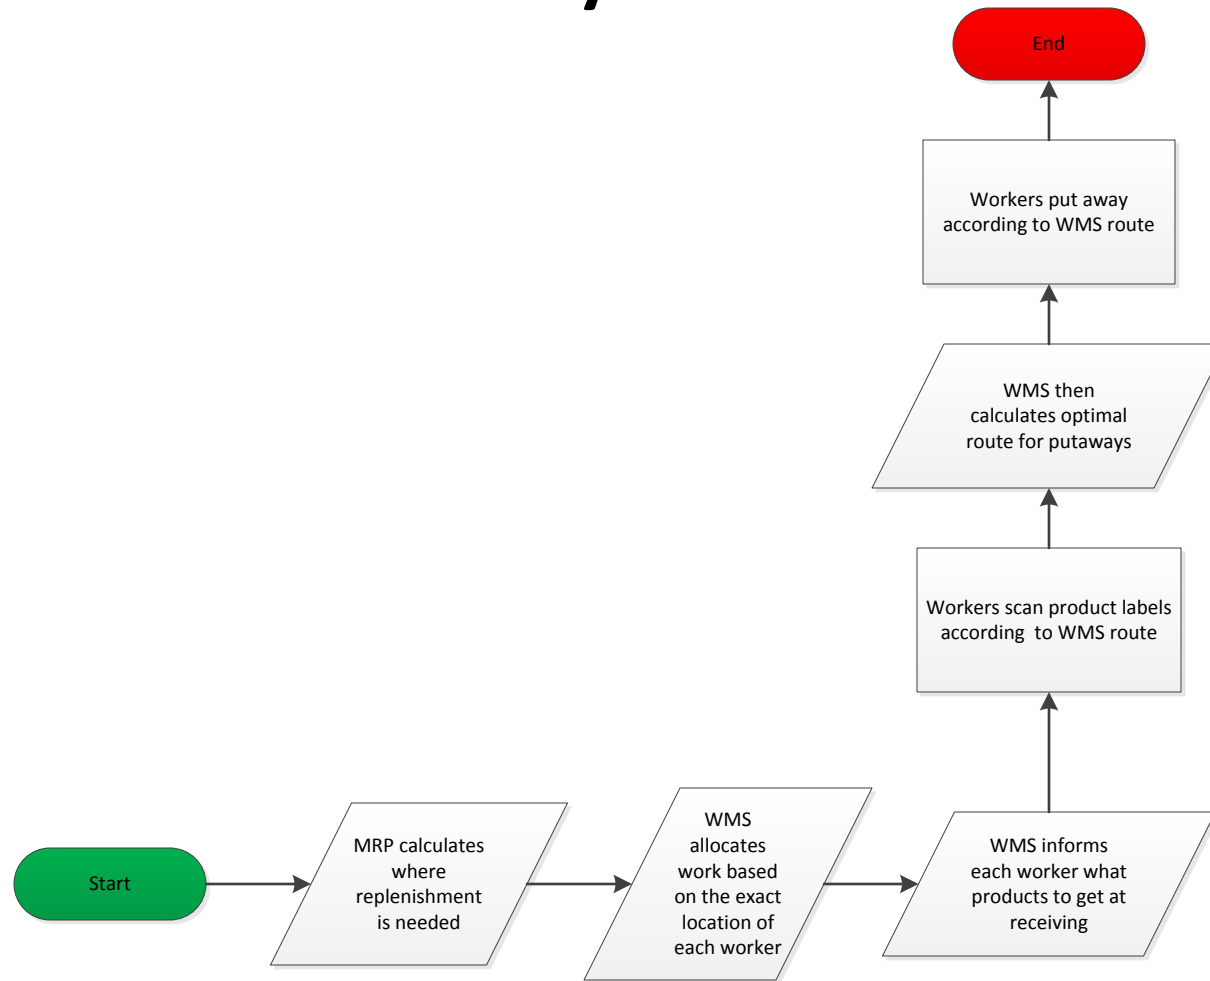 Start
MRP calculates
where
replenishment
is needed
WMS
allocates
work based
on the exact
location of
each worker
WMS informs
each worker what
products to get at
receiving
Workers scan product labels
according  to WMS route
WMS then
calculates optimal
route for putaways
Workers put away
according to WMS route
End